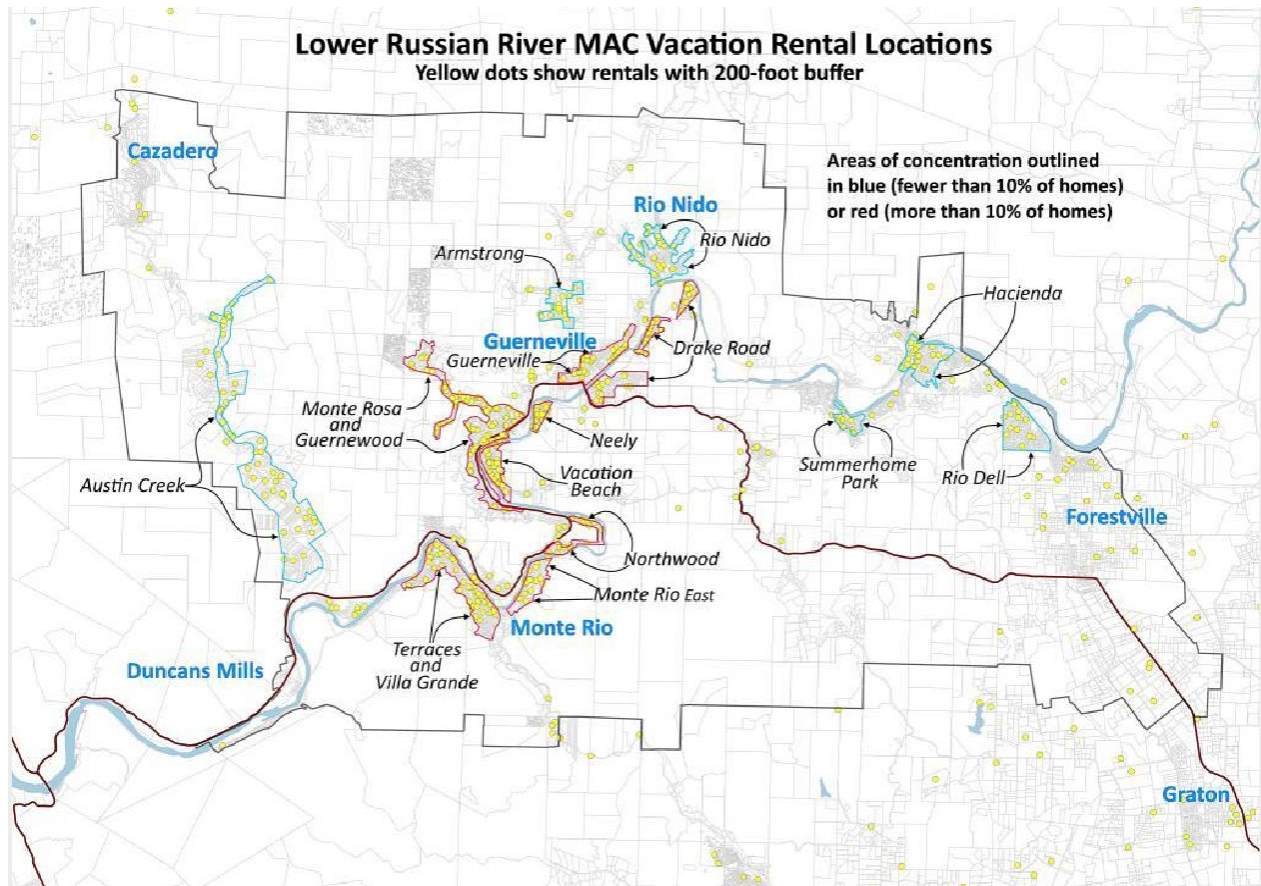 Lower Russian River MAC Vacation Rental Locations
Yellow dots show rentals with 200-foot buffer
Cazadero
Areas of concentration outlined
in blue (fewer than 10% of homes)
or red (more than 10% of homes)
Rio Nido
Rio Nido
Armstrong
Hacienda
Guerneville
Guerneville
Drake Road
Monte Rosa
and
Guernewood
Neely
Vacation
Beach
Summerhome
Park
Rio Dell
Austin Creek
Forestville
Northwood
Monte Rio East
Monte Rio
Terraces
and
Villa Grande
Duncans Mills
Graton